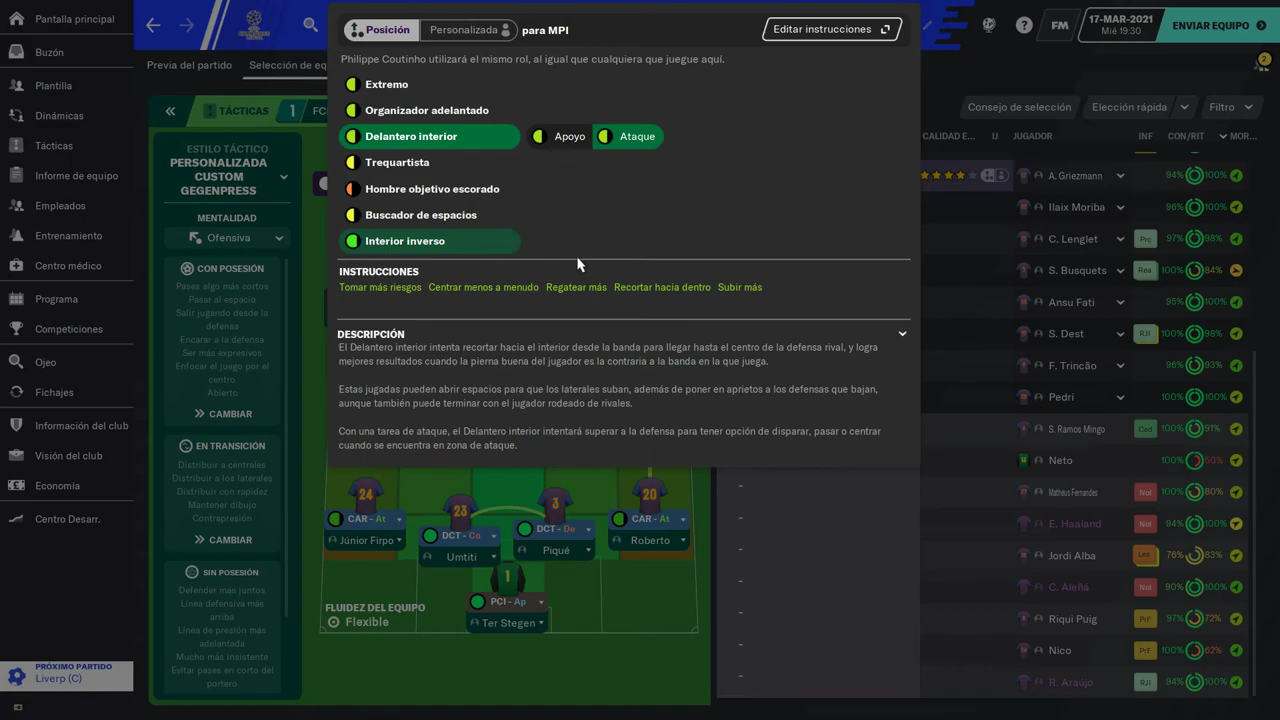 Pantalla principal
Buzón
Plantilla
Dinámicas
Tácticas
Informe de equipo
Empleados
Entrenamiento
Centro médico
Programa
Competiciones
Ojeo
Fichajes
Información del club
Visión del club
Economía
Centro Desarr.
PRÓXIMO PARTIDO
Liverp (C)
Previa del partido
Selección de eq
FM
17-MAR-2021
Mié 19:30
ENVIAR EQUIPO
2
TÁCTICAS
1
FC
ESTILO TÁCTICO
PERSONALIZADA
CUSTOM
GEGENPRESS
MENTALIDAD
Ofensiva
CON POSESIÓN
Pases algo más cortos
Pasar al espacio
Salir jugando desde la
defensa
Encarar a la defensa
Ser más expresivos
Enfocar el juego por el
centro
Abierto
CAMBIAR
EN TRANSICIÓN
Distribuir a centrales
Distribuir a los laterales
Distribuir con rapidez
Mantener dibujo
Contrapresión
CAMBIAR
SIN POSESIÓN
Defender más juntos
Línea defensiva más
arriba
Línea de presión más
adelantada
Mucho más insistente
Evitar pases en corto del
portero
Posición
Personalizada
para MPI
Editar instrucciones
Philippe Coutinho utilizará el mismo rol, al igual que cualquiera que juegue aquí.
Extremo
Organizador adelantado
Delantero interior
Apoyo
Ataque
Trequartista
Hombre objetivo escorado
Buscador de espacios
Interior inverso
INSTRUCCIONES
Tomar más riesgos Centrar menos a menudo Regatear más Recortar hacia dentro Subir más
DESCRIPCIÓN
El Delantero interior intenta recortar hacia el interior desde la banda para llegar hasta el centro de la defensa rival, y logra
mejores resultados cuando la pierna buena del jugador es la contraria a la banda en la que juega.
Estas jugadas pueden abrir espacios para que los laterales suban, además de poner en aprietos a los defensas que bajan,
aunque también puede terminar con el jugador rodeado de rivales.
Con una tarea de ataque, el Delantero interior intentará superar a la defensa para tener opción de disparar, pasar o centrar
cuando se encuentra en zona de ataque.
24
CAR - At
Júnior Firpo
23
DCT - Co
Umtiti
3
DCT - De
Piqué
20
CAR - At
Roberto
1
PCI - Ap
Ter Stegen
FLUIDEZ DEL EQUIPO
Flexible
Consejo de selección
Elección rápida
Filtro
CALIDAD E... IJ JUGADOR INF CON/RIT MOR...
A. Griezmann 94% 100%
Ilaix Moriba 96% 100%
C. Lenglet Prc 97% 98%
S. Busquets Rea 100% 84%
Ansu Fati 95% 100%
S. Dest RJI 100% 98%
F. Trincão 96% 93%
Pedri 100% 100%
S. Ramos Mingo Ced 100% 91%
Neto 100% 50%
Matheus Fernandes Nol 100% 80%
E. Haaland Nol 100% 94%
Jordi Alba Les 76% 83%
C. Aleñá Nol 90% 100%
Riqui Puig PrF 97% 72%
Nico PrF 100% 62%
R. Araújo RJI 94% 100%